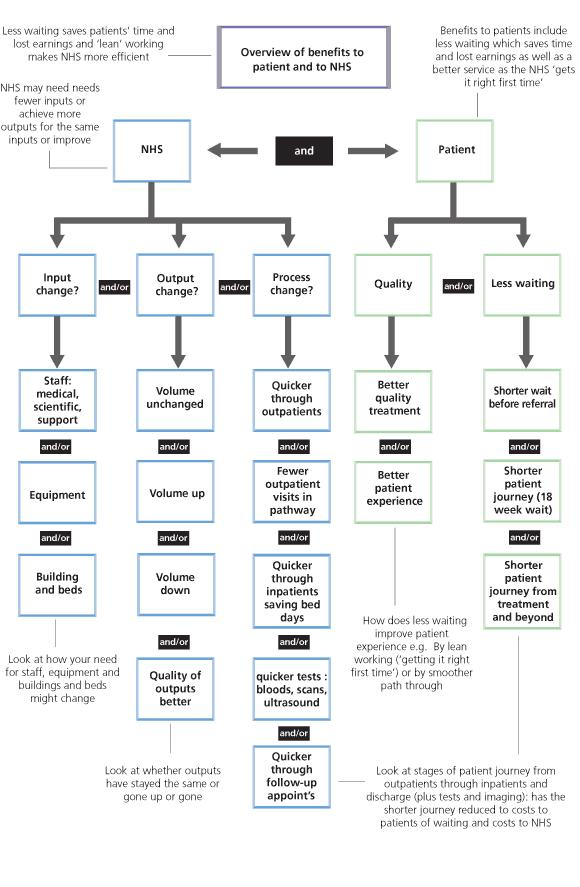 Less waiting saves patients’ time and
lost earnings and ‘lean’ working
makes NHS more efficient
Overview of benefits to
patient and to NHS
Benefits to patients include
less waiting which saves time
and lost earnings as well as a
better service as the NHS ‘gets
it right first time’
NHS may need needs
fewer inputs or
achieve more
outputs for the same
inputs or improve
NHS
and
Patient
Input
change?
and/or
Output
change?
and/or
Process
change?
Quality
and/or
Less waiting
Staff:
medical,
scientific,
support
and/or
Equipment
and/or
Building
and beds
Look at how your need
for staff, equipment and
buildings and beds
might change
Volume
unchanged
and/or
Volume up
and/or
Volume
down
and/or
Quality of
outputs
better
Look at whether outputs
have stayed the same or
gone up or gone
Quicker
through
outpatients
and/or
Fewer
outpatient
visits in
pathway
and/or
Quicker
through
inpatients
saving bed
days
and/or
quicker tests :
bloods, scans,
ultrasound
and/or
Quicker
through
follow-up
appoint’s
Better
quality
treatment
and/or
Better
patient
experience
How does less waiting
improve patient
experience e.g. By lean
working (‘getting it right
first time’) or by smoother
path through
Shorter wait
before referral
and/or
Shorter
patient
journey (18
week wait)
and/or
Shorter
patient
journey from
treatment
and beyond
Look at stages of patient journey from
outpatients through inpatients and
discharge (plus tests and imaging): has the
shorter journey reduced to costs to
patients of waiting and costs to NHS